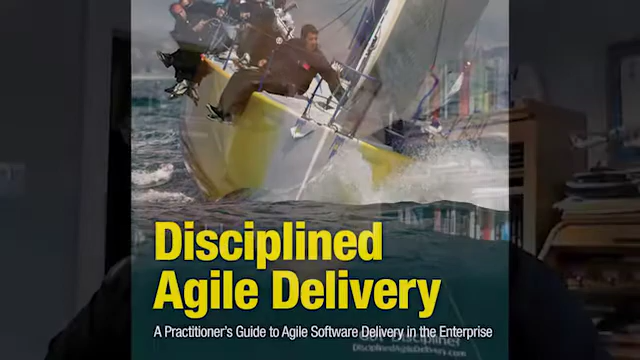 Disciplined
Agile Delivery
A Practitioner's Guide to Agile Software Delivery in the Enterprise
DisciplinedAgileDelivery.com